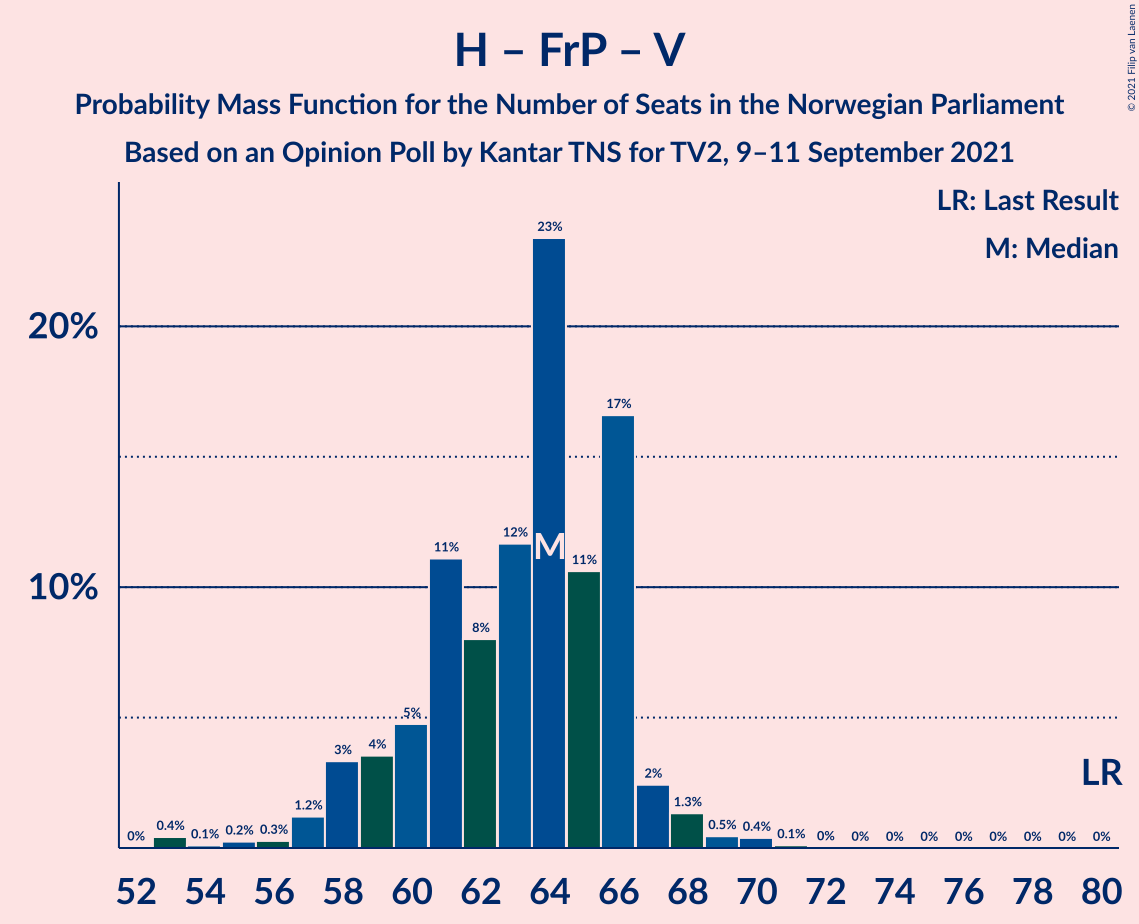 H – FrP – V
Probability Mass Function for the Number of Seats in the Norwegian Parliament
Based on an Opinion Poll by Kantar TNS for TV2, 9–11 September 2021
© 2021 Filip van Laenen
LR: Last Result
M: Median
20%
10%
0% 0.4% 0.1% 0.2% 0.3% 1.2% 3% 4% 5% 11% 8% 12% 23% 11% 17% 2% 1.3% 0.5% 0.4% 0.1% 0% 0% 0% 0% 0% 0% 0% 0% 0%
M
LR
52 54 56 58 60 62 64 66 68 70 72 74 76 78 80